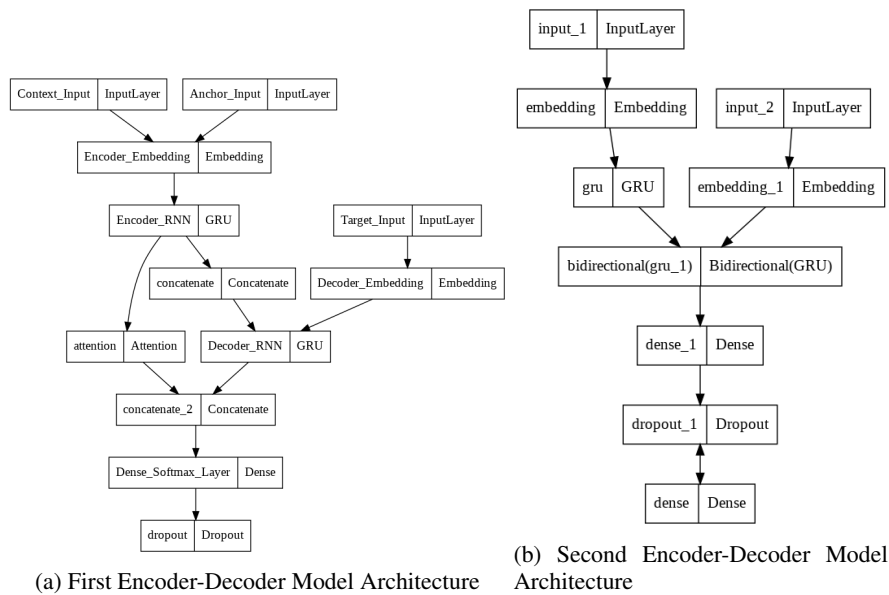 Context_Input InputLayer
Anchor_Input InputLayer
Encoder_Embedding Embedding
Encoder_RNN GRU
Target_Input InputLayer
concatenate Concatenate
Decoder_Embedding Embedding
attention Attention
Decoder_RNN GRU
concatenate_2 Concatenate
Dense_Softmax_Layer Dense
dropout Dropout
(a) First Encoder-Decoder Model Architecture
input_1 InputLayer
embedding Embedding
input_2 InputLayer
gru GRU
embedding_1 Embedding
bidirectional(gru_1) Bidirectional(GRU)
dense_1 Dense
dropout_1 Dropout
dense Dense
(b) Second Encoder-Decoder Model
Architecture